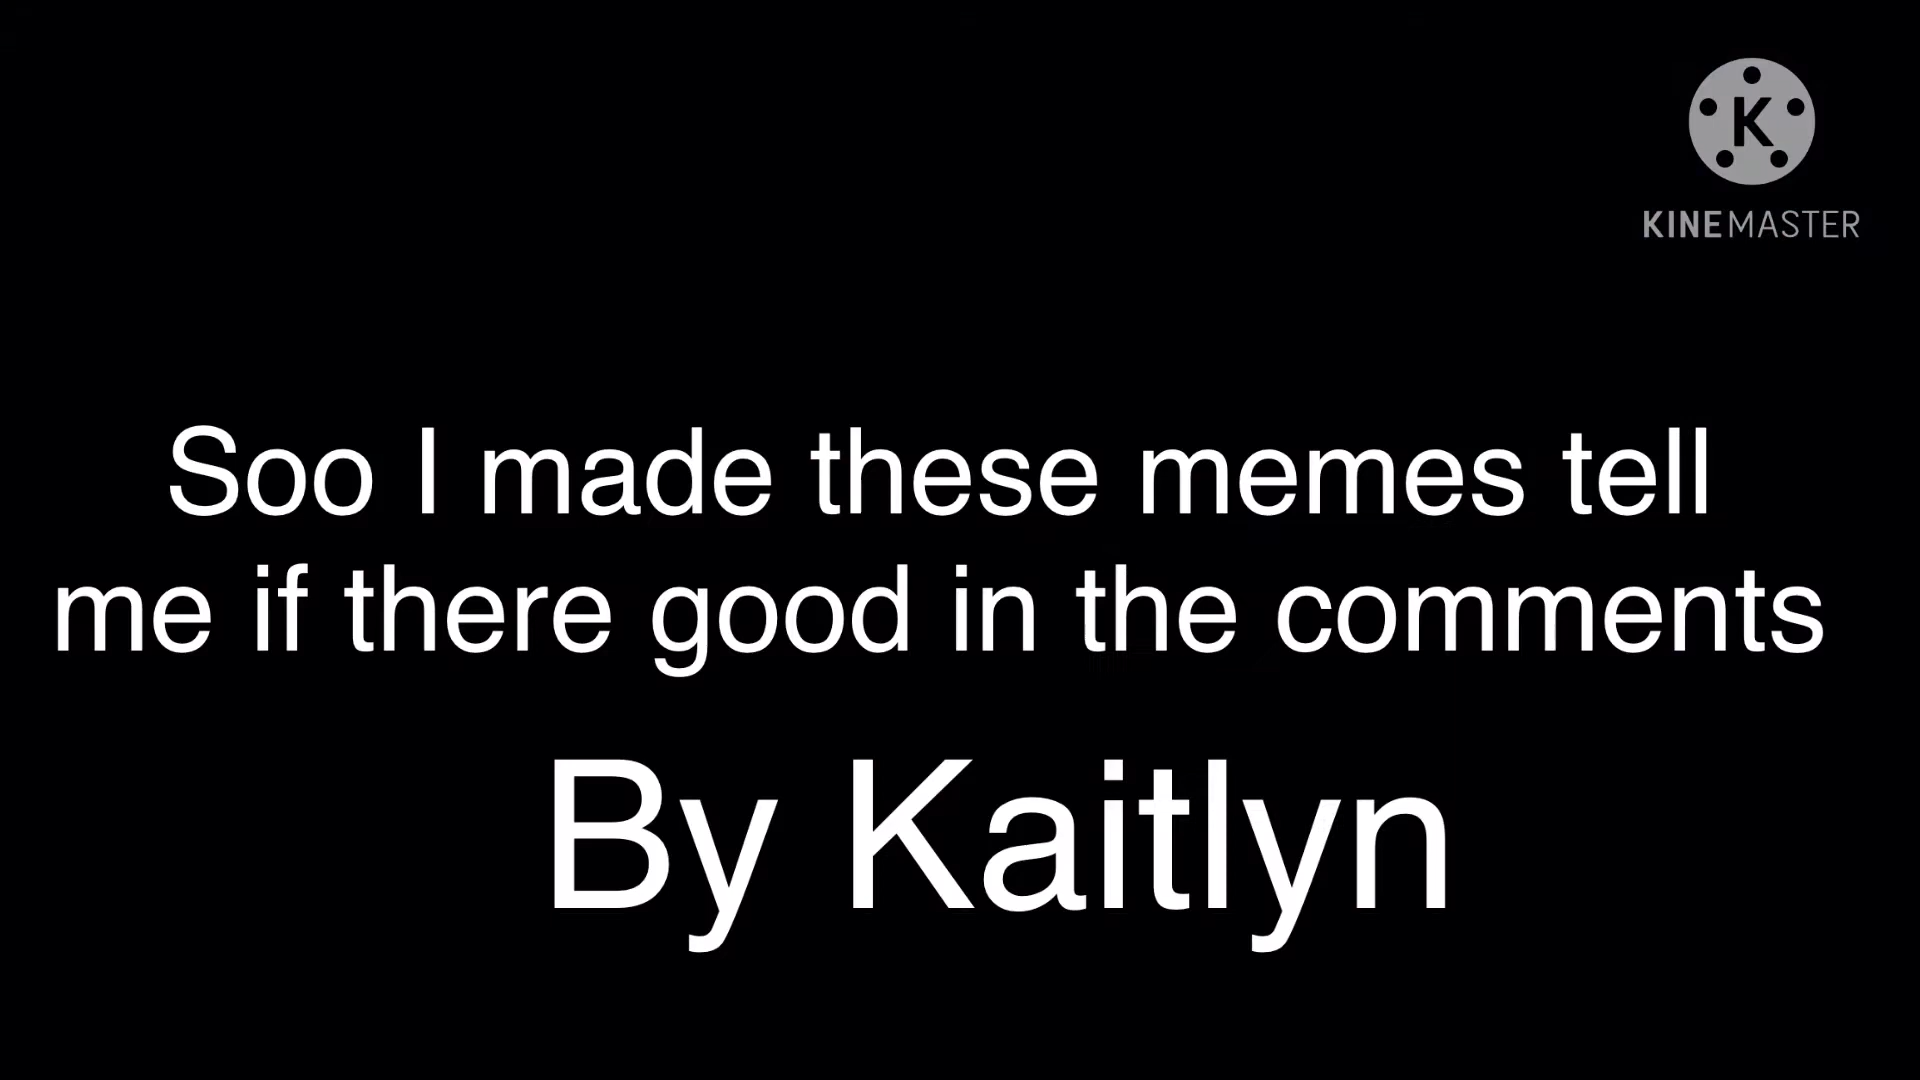 K
KINEMASTER
Soo I made these memes tell
me if there good in the comments
By Kaitlyn